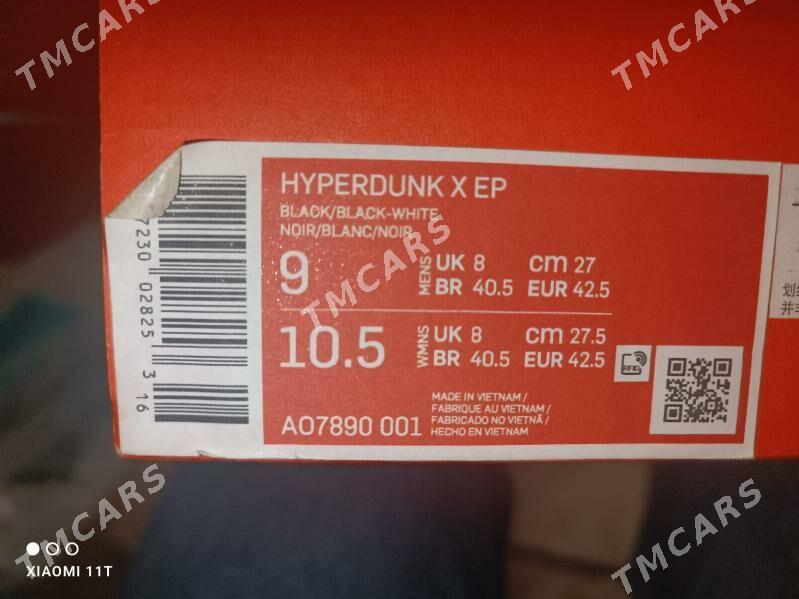 HYPERDUNK X EP
BLACK/BLACK-WHITE
NOIR/BLANC/NOIR
9
MENS
UK 8 cm 27
BR 40.5 EUR 42.5
10.5
WMNS
UK 8 cm 27.5
BR 40.5 EUR 42.5
RFID
AO7890 001
MADE IN VIETNAM /
FABRIQUE AU VIETNAM /
FABRICADO NO VIETNÃ /
HECHO EN VIETNAM
7230 02825 3 16
XIAOMI 11T
TMCARS
TMCARS
TMCARS
TMCARS
TMCARS